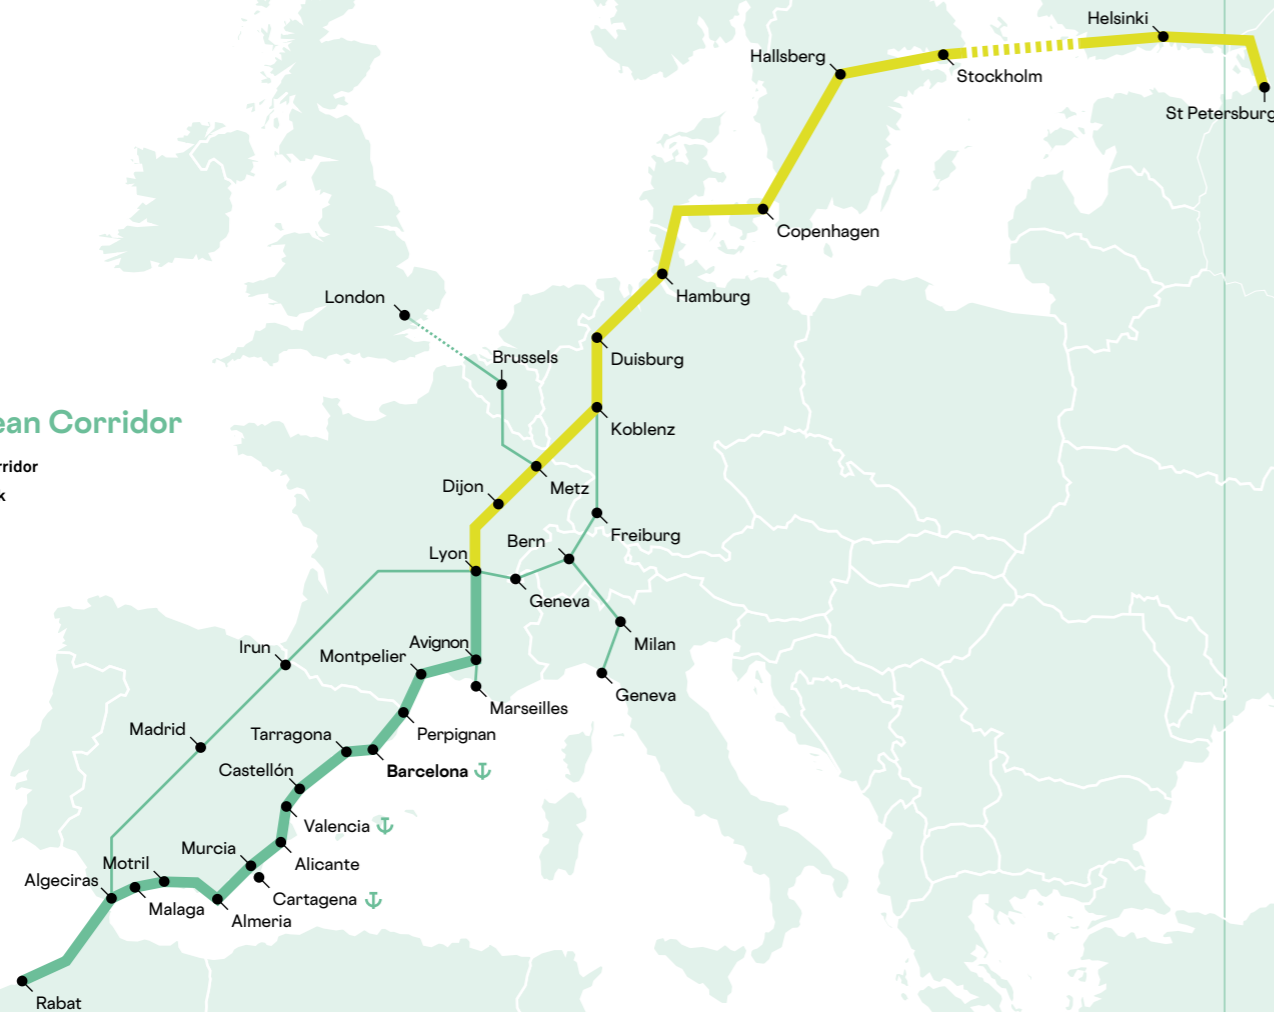 Helsinki
Hallsberg
Stockholm
St Petersburg
Copenhagen
Hamburg
London
Brussels
Duisburg
ean Corridor
Koblenz
rridor
k
Dijon
Metz
Freiburg
Bern
Lyon
Geneva
Irun
Montpelier
Avignon
Milan
Geneva
Marseilles
Madrid
Tarragona
Perpignan
Castellón
Barcelona
Valencia
Murcia
Alicante
Motril
Algeciras
Cartagena
Malaga
Almeria
Rabat